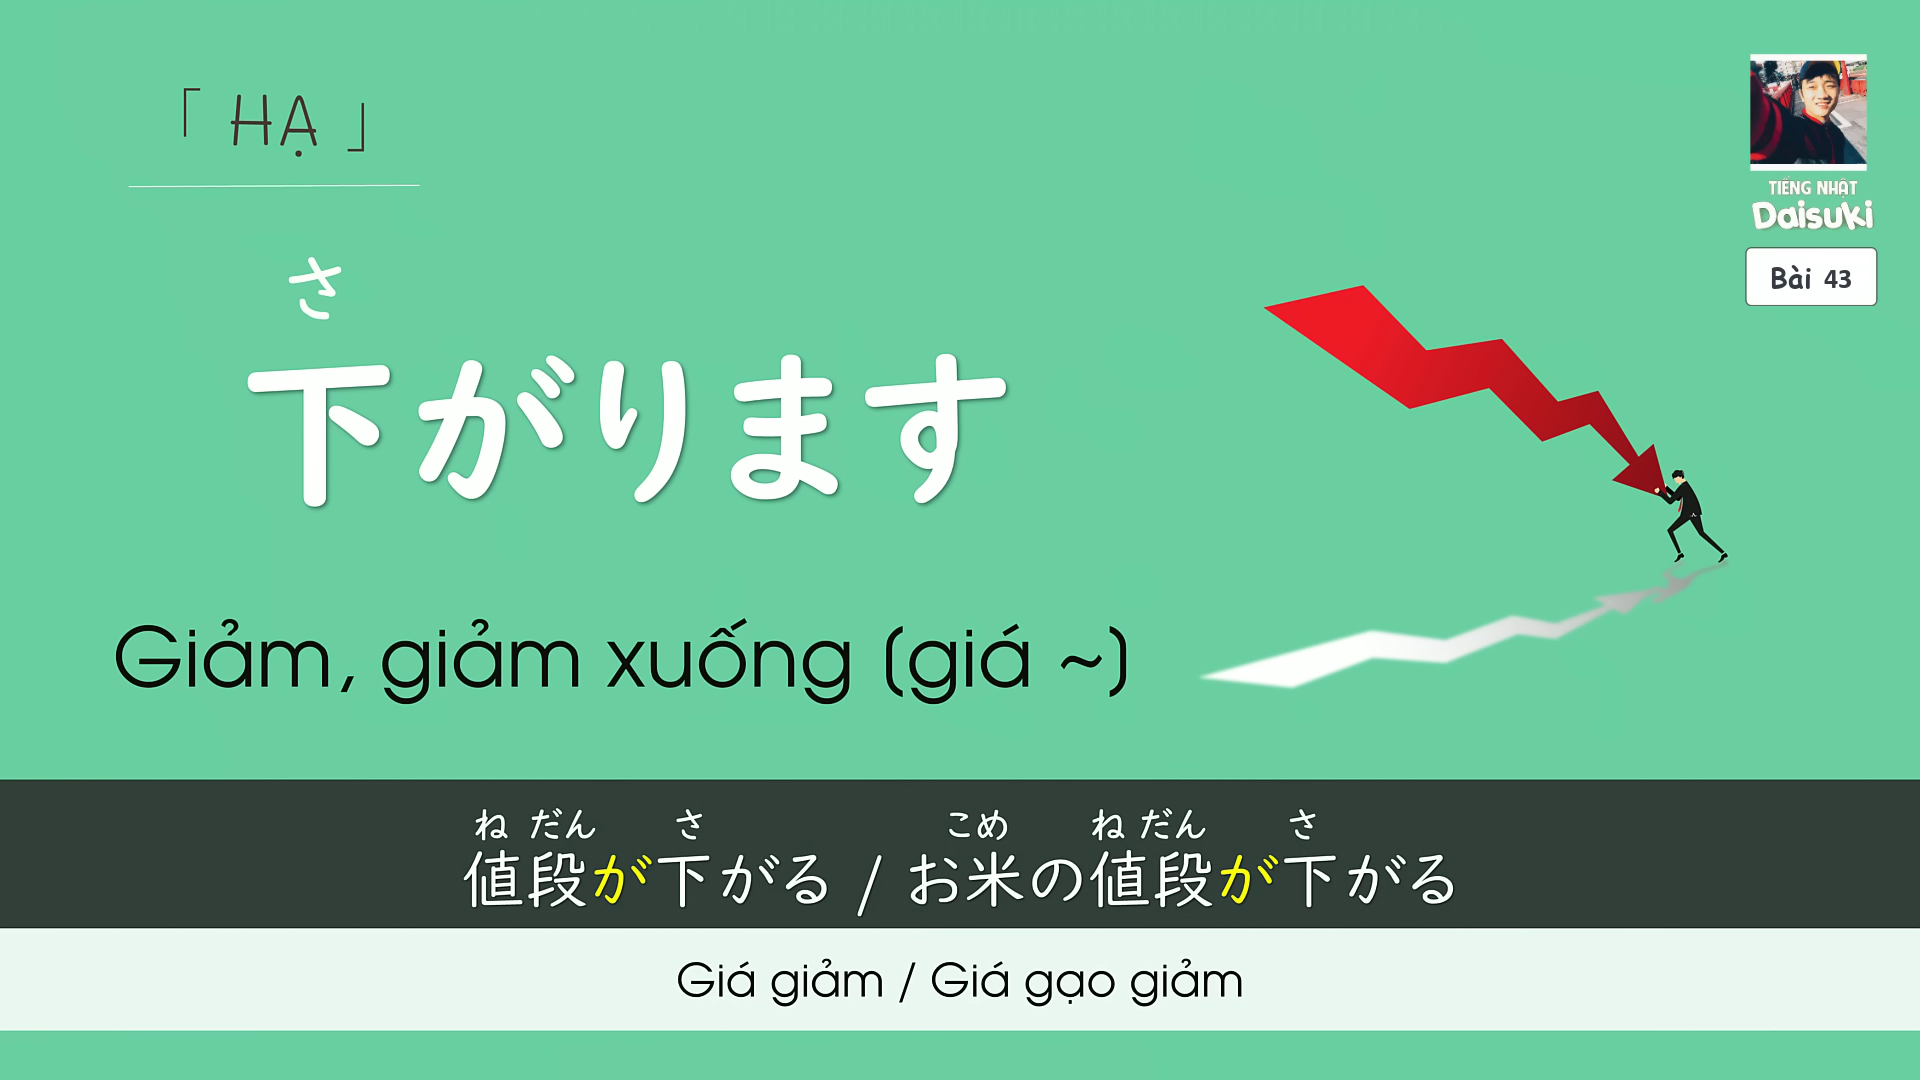 「 HẠ 」
TIẾNG NHẬT
Daisuki
Bài 43
さ
下がります
Giảm, giảm xuống (giá ~)
ね だん さ こめ ね だん さ
値段が下がる / お米の値段が下がる
Giá giảm / Giá gạo giảm